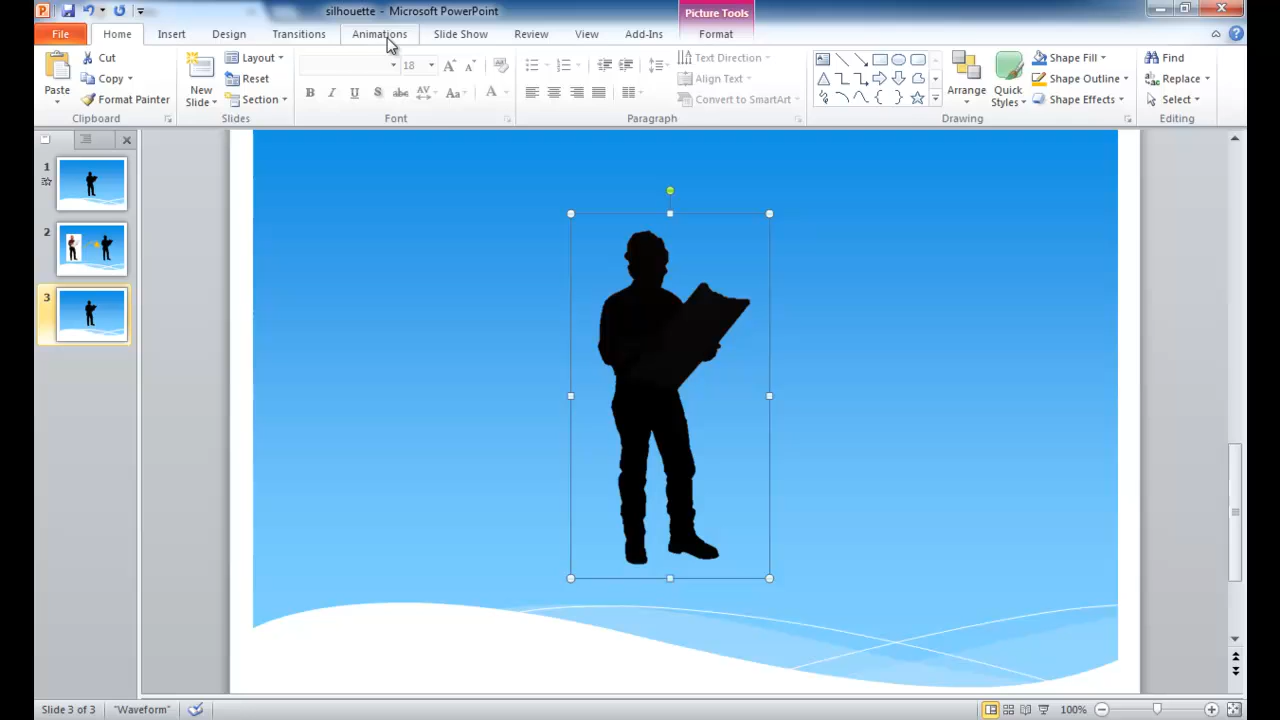 silhouette - Microsoft PowerPoint
Picture Tools
File Home Insert Design Transitions Animations Slide Show Review View Add-Ins Format
Paste
Cut
Copy
Format Painter
Clipboard
New Slide
Layout
Reset
Section
Slides
18
B I U S abc AV Aa A
Font
Text Direction
Align Text
Convert to SmartArt
Paragraph
Arrange
Quick Styles
Shape Fill
Shape Outline
Shape Effects
Drawing
Find
Replace
Select
Editing
1
2
3
Slide 3 of 3 "Waveform" 100%